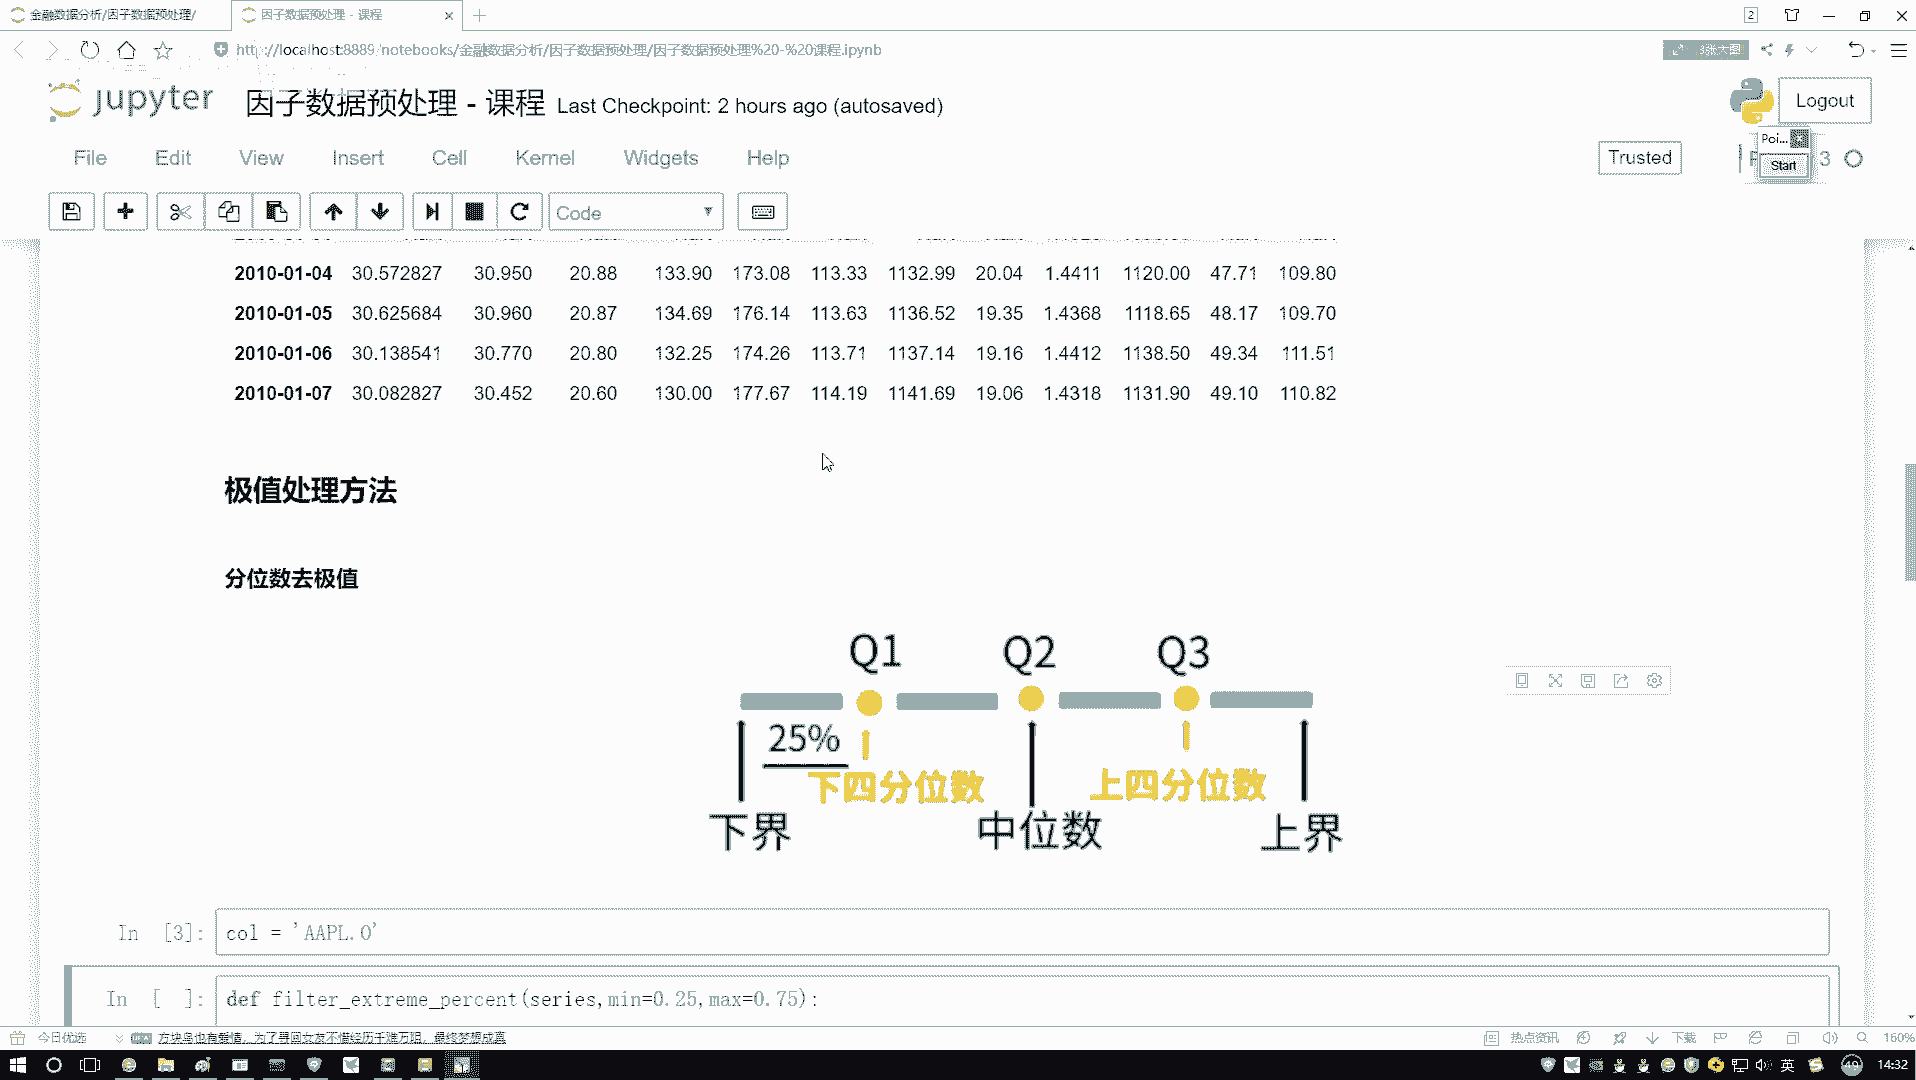 金融数据分析/因子数据预处理/
因子数据预处理 - 课程
2
http://localhost:8889/notebooks/金融数据分析/因子数据预处理/因子数据预处理%20-%20课程.ipynb
3张大图
jupyter 因子数据预处理 - 课程 Last Checkpoint: 2 hours ago (autosaved)
Logout
File Edit View Insert Cell Kernel Widgets Help
Trusted
Poi...
Start
3
Code
2010-01-04 30.572827 30.950 20.88 133.90 173.08 113.33 1132.99 20.04 1.4411 1120.00 47.71 109.80
2010-01-05 30.625684 30.960 20.87 134.69 176.14 113.63 1136.52 19.35 1.4368 1118.65 48.17 109.70
2010-01-06 30.138541 30.770 20.80 132.25 174.26 113.71 1137.14 19.16 1.4412 1138.50 49.34 111.51
2010-01-07 30.082827 30.452 20.60 130.00 177.67 114.19 1141.69 19.06 1.4318 1131.90 49.10 110.82
极值处理方法
分位数去极值
Q1 Q2 Q3
25%
下四分位数 上四分位数
下界 中位数 上界
In [3]: col = 'AAPL.O'
In [ ]: def filter_extreme_percent(series,min=0.25,max=0.75):
今日优选
方块岛也有爱情，为了寻回女友不惜经历千难万阻，最终梦想成真
热点资讯
下载
160%
英
49
14:32